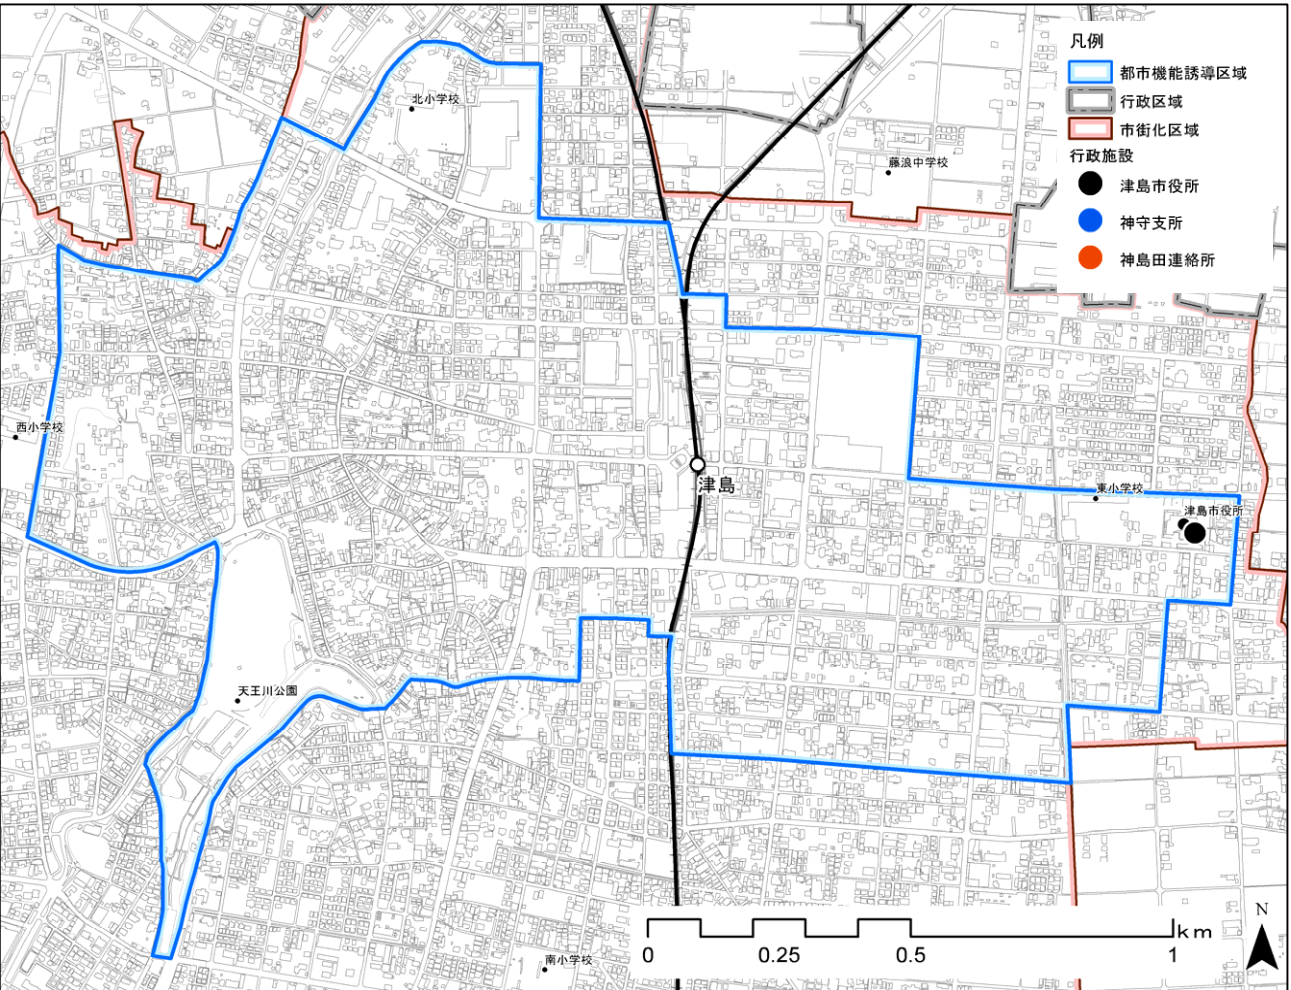 凡例
都市機能誘導区域
行政区域
市街化区域
行政施設
津島市役所
神守支所
神島田連絡所
北小学校
藤浪中学校
西小学校
津島
東小学校
津島市役所
天王川公園
南小学校
0 0.25 0.5 1 km
N